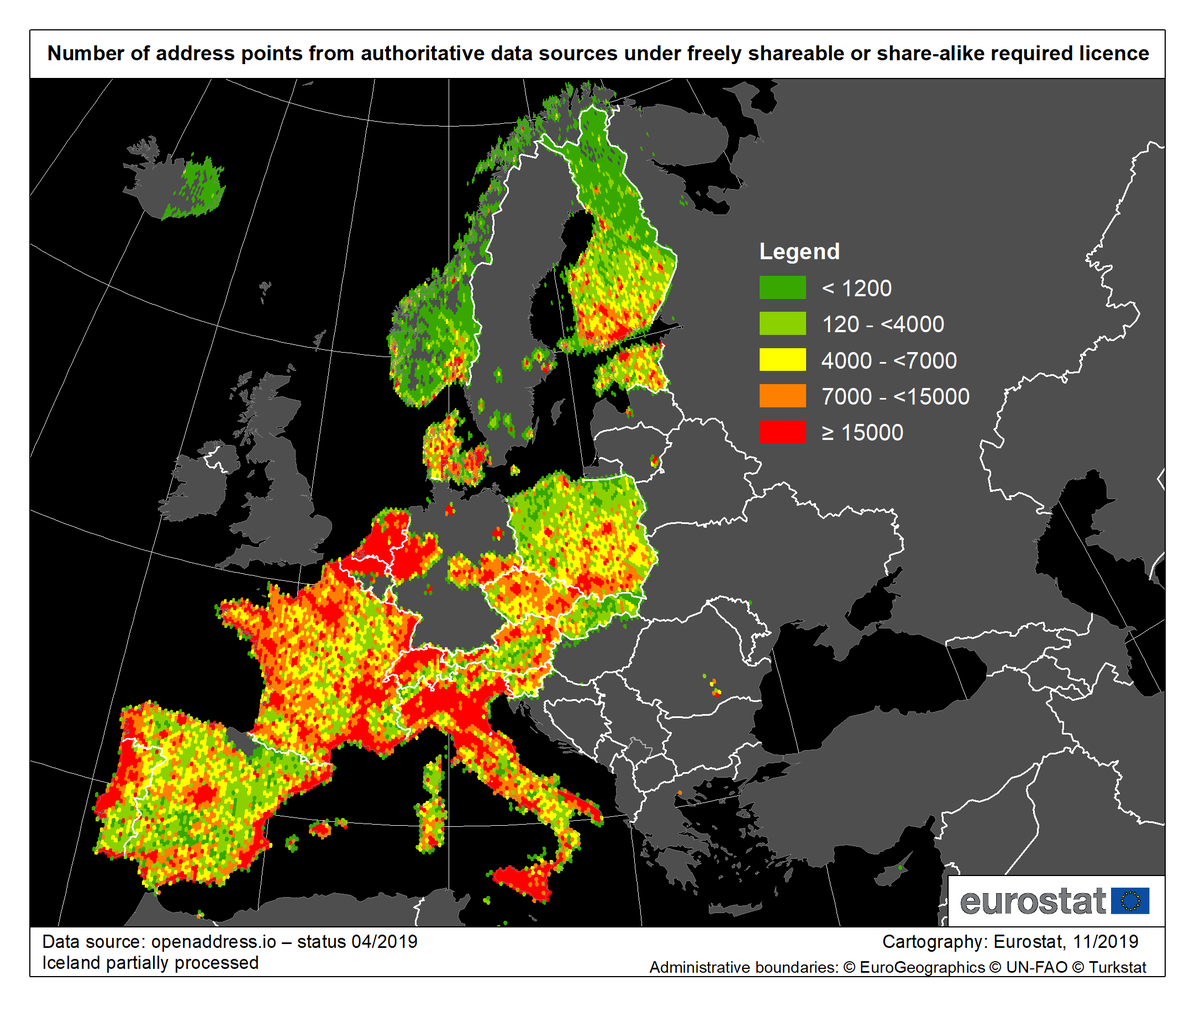 Number of address points from authoritative data sources under freely shareable or share-alike required licence
Legend
< 1200
120 - <4000
4000 - <7000
7000 - <15000
≥ 15000
eurostat
Data source: openaddress.io – status 04/2019
Cartography: Eurostat, 11/2019
Iceland partially processed
Administrative boundaries: © EuroGeographics © UN-FAO © Turkstat